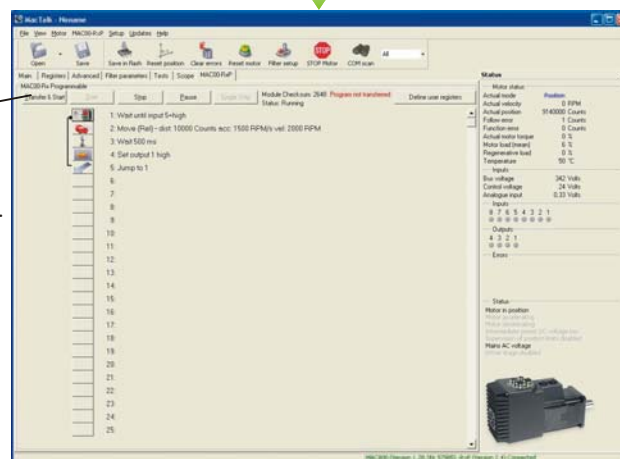 MacTalk - Noname
File View Motor MAC00-RxP Setup Updates Help
Open Save Save in flash Reset position Clear errors Reset motor Filter setup STOP Motor COM scan All
Main Registers Advanced Filter parameters Tests Scope MAC00-RxP
MAC00-Rx Programmable
Transfer & Start Stop Pause Single Step Module Checksum: 2648 Program not transferred Define user registers
Status: Running
1: Wait until input 5=high
2: Move (Rel) - dist: 10000 Counts acc: 1500 RPM/s vel: 2000 RPM
3: Wait 500 ms
4: Set output 1 high
5: Jump to 1
6:
7:
8:
9:
10:
11:
12:
13:
14:
15:
16:
17:
18:
19:
20:
21:
22:
23:
24:
25:
Status
Motor status
Actual mode Position
Actual velocity 0 RPM
Actual position 9140000 Counts
Follow error 1 Counts
Function error 0 Counts
Actual motor torque 0 %
Motor load (mean) 6 %
Regenerative load 0 %
Temperature 50 °C
Inputs
Bus voltage 342 Volts
Control voltage 24 Volts
Analogue input 0,33 Volts
Inputs
8 7 6 5 4 3 2 1
Outputs
4 3 2 1
Errors
Status
Motor in position
Motor accelerating
Motor decelerating
Mains AC voltage